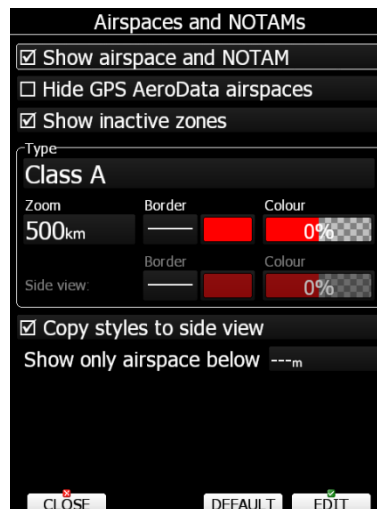 Airspaces and NOTAMs
☑ Show airspace and NOTAM
☐ Hide GPS AeroData airspaces
☑ Show inactive zones
Type
Class A
Zoom Border Colour
500km 0%
Border Colour
Side view: 0%
☑ Copy styles to side view
Show only airspace below ---m
CLOSE DEFAULT EDIT